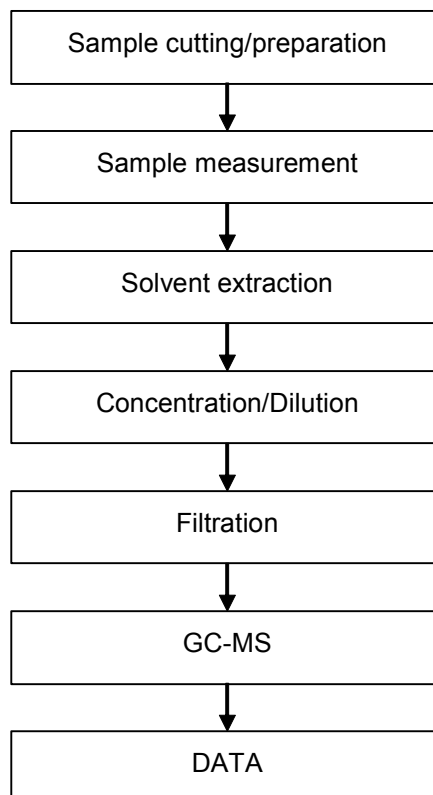 Sample cutting/preparation
Sample measurement
Solvent extraction
Concentration/Dilution
Filtration
GC-MS
DATA